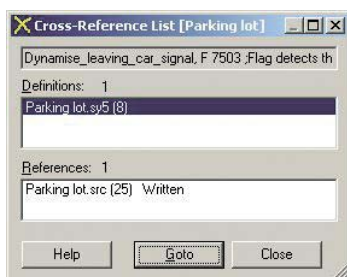 Cross-Reference List [Parking lot]
Dynamise_leaving_car_signal, F 7503 ;Flag detects th
Definitions: 1
Parking lot.sy5 (8)
References: 1
Parking lot.src (25) Written
Help Goto Close